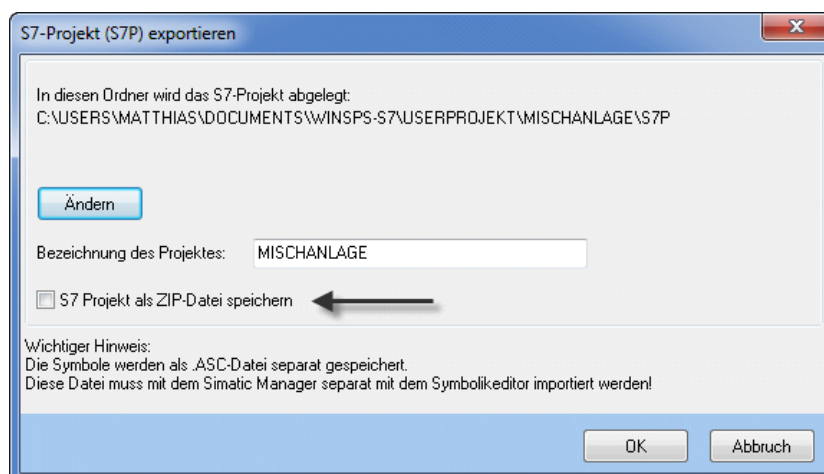 S7-Projekt (S7P) exportieren
In diesen Ordner wird das S7-Projekt abgelegt:
C:\USERS\MATTHIAS\DOCUMENTS\WINSPS-S7\USERPROJEKT\MISCHANLAGE\S7P
Ändern
Bezeichnung des Projektes: MISCHANLAGE
S7 Projekt als ZIP-Datei speichern
Wichtiger Hinweis:
Die Symbole werden als .ASC-Datei separat gespeichert.
Diese Datei muss mit dem Simatic Manager separat mit dem Symbolikeditor importiert werden!
OK Abbruch